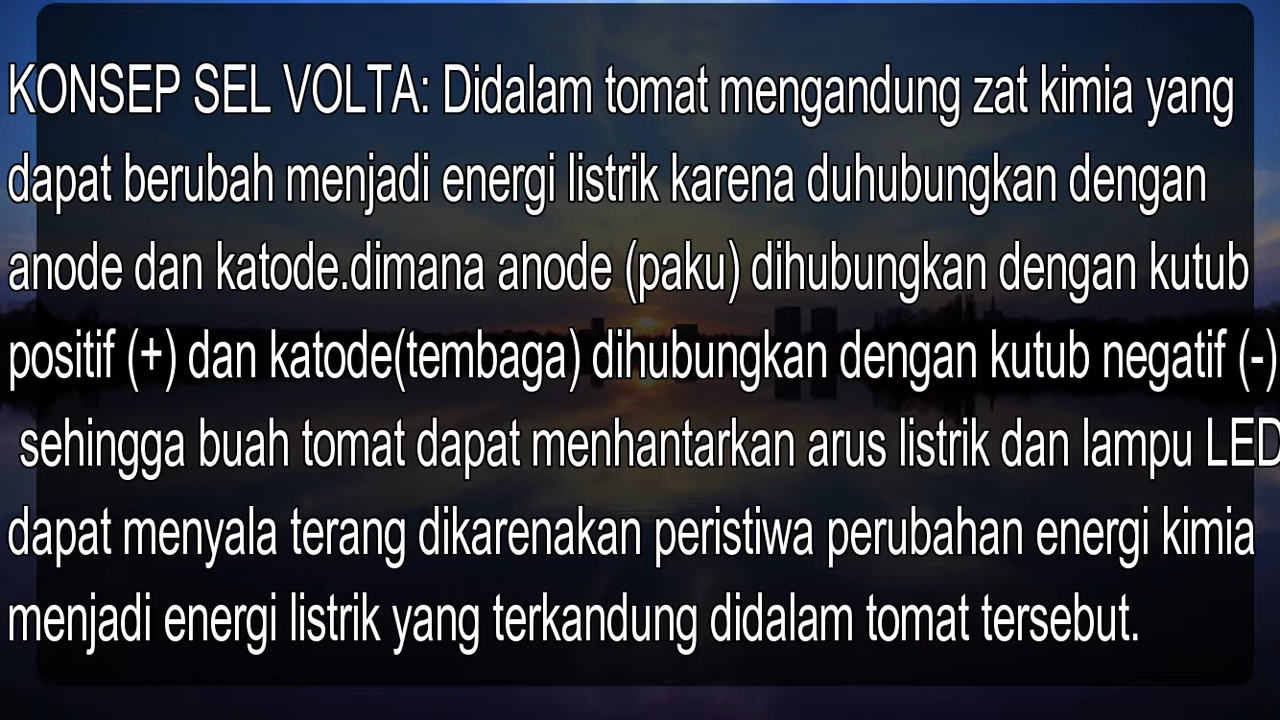 KONSEP SEL VOLTA: Didalam tomat mengandung zat kimia yang
dapat berubah menjadi energi listrik karena duhubungkan dengan
anode dan katode.dimana anode (paku) dihubungkan dengan kutub
positif (+) dan katode(tembaga) dihubungkan dengan kutub negatif (-)
sehingga buah tomat dapat menhantarkan arus listrik dan lampu LED
dapat menyala terang dikarenakan peristiwa perubahan energi kimia
menjadi energi listrik yang terkandung didalam tomat tersebut.